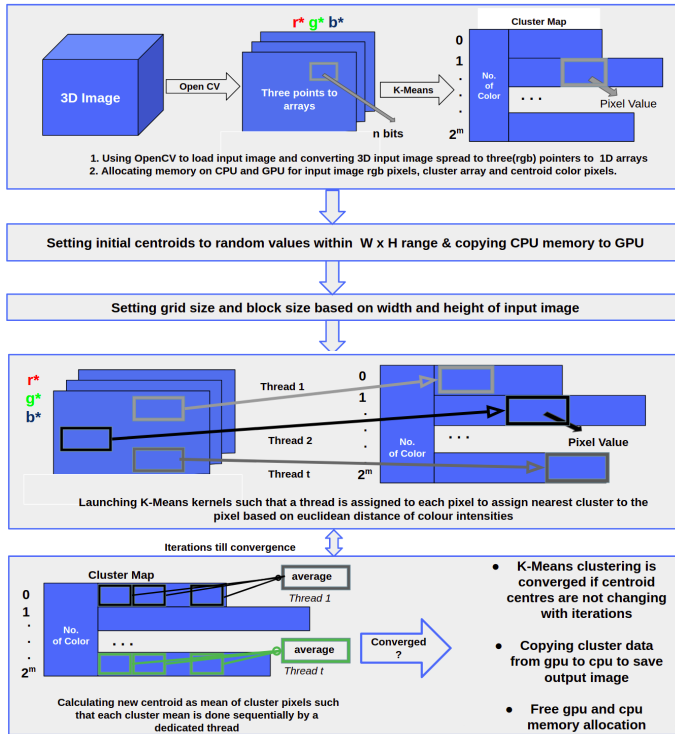 Cluster Map
r* g* b*
0
1
.
.
.
2m
3D Image
Open CV
Three points to
arrays
n bits
K-Means
No.
of
Color
. . .
Pixel Value
1. Using OpenCV to load input image and converting 3D input image spread to three(rgb) pointers to 1D arrays
2. Allocating memory on CPU and GPU for input image rgb pixels, cluster array and centroid color pixels.
Setting initial centroids to random values within W x H range & copying CPU memory to GPU
Setting grid size and block size based on width and height of input image
r*
g*
b*
Thread 1
Thread 2
Thread t
0
1
.
.
.
2m
No.
of Color
. . .
Pixel Value
Launching K-Means kernels such that a thread is assigned to each pixel to assign nearest cluster to the
pixel based on euclidean distance of colour intensities
Iterations till convergence
Cluster Map
0
1
.
.
.
2m
No.
of Color
. . .
average
Thread 1
average
Thread t
Converged
?
Calculating new centroid as mean of cluster pixels such
that each cluster mean is done sequentially by a
dedicated thread
● K-Means clustering is
converged if centroid
centres are not changing
with iterations
● Copying cluster data
from gpu to cpu to save
output image
● Free gpu and cpu
memory allocation